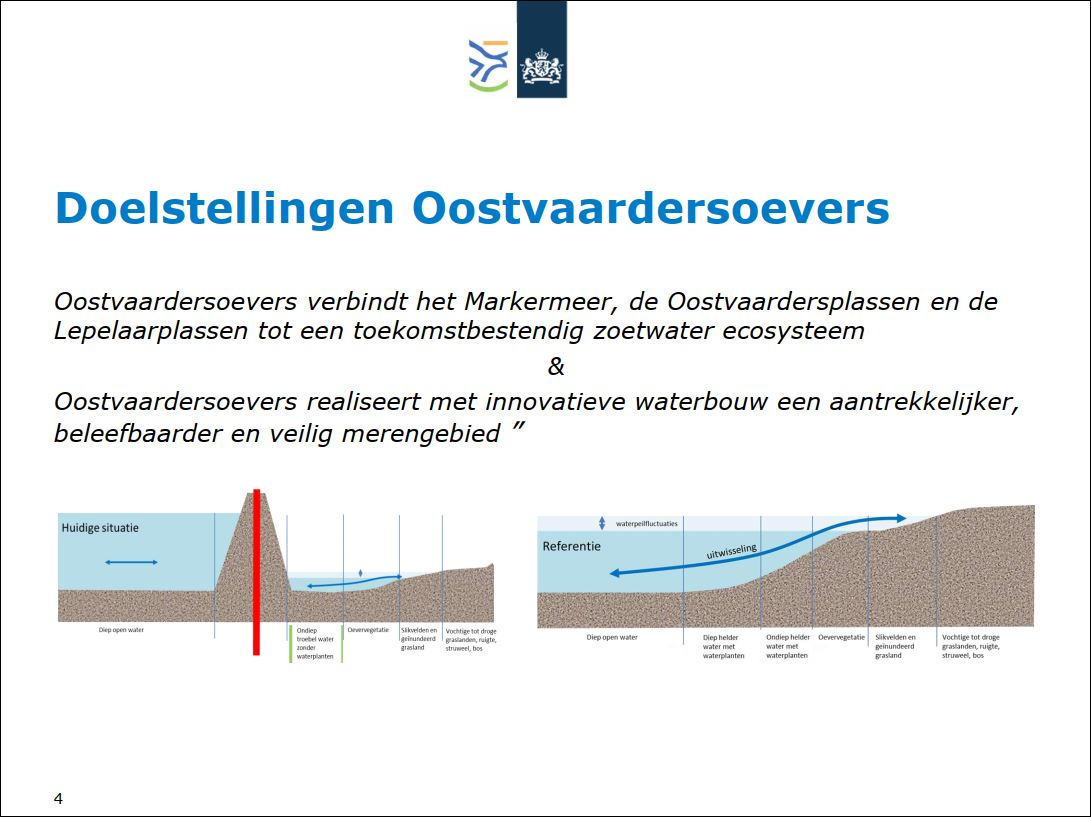 Doelstellingen Oostvaardersoevers
Oostvaardersoevers verbindt het Markermeer, de Oostvaardersplassen en de
Lepelaarplassen tot een toekomstbestendig zoetwater ecosysteem
&
Oostvaardersoevers realiseert met innovatieve waterbouw een aantrekkelijker,
beleefbaarder en veilig merengebied ”
Huidige situatie
Diep open water
Ondiep
troebel water
zonder
waterplanten
Oevervegetatie
Slikvelden en
geïnundeerd
grasland
Vochtige tot droge
graslanden, ruigte,
struweel, bos
waterpeilfluctuaties
Referentie
uitwisseling
Diep open water
Diep helder
water met
waterplanten
Ondiep helder
water met
waterplanten
Oevervegetatie
Slikvelden en
geïnundeerd
grasland
Vochtige tot droge
graslanden, ruigte,
struweel, bos
4